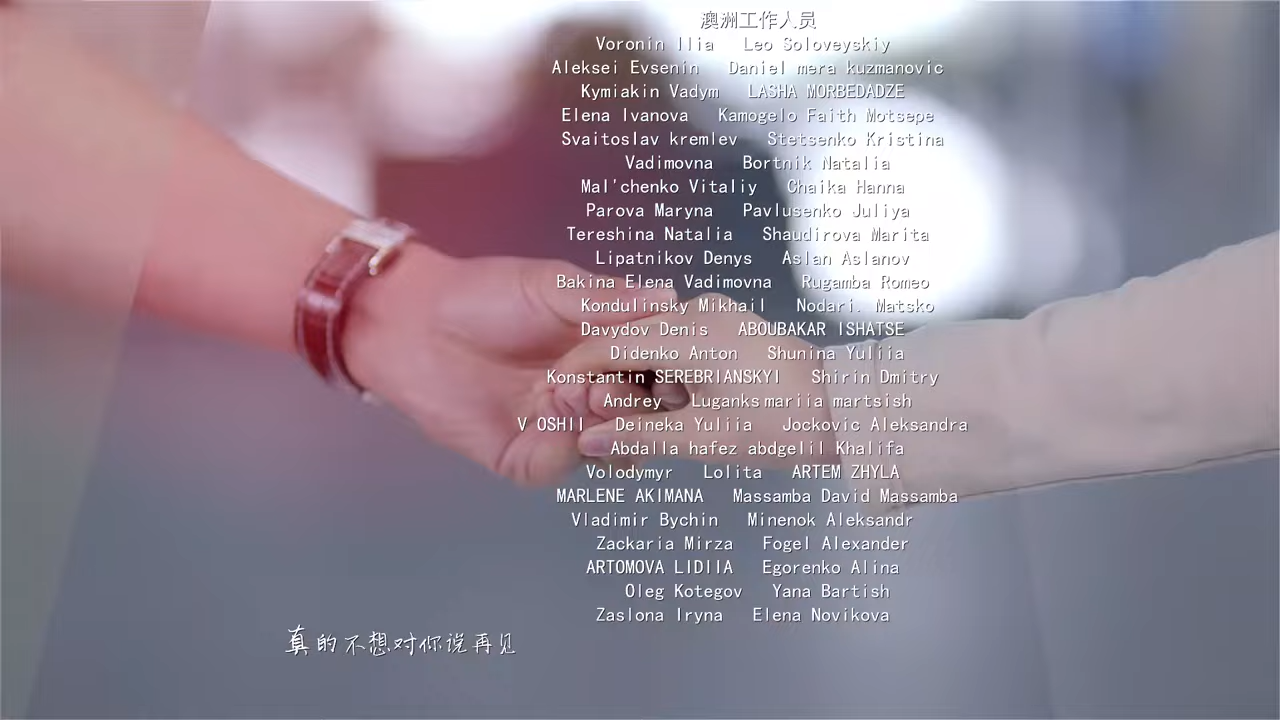 澳洲工作人员
Voronin Ilia Leo Soloveyskiy
Aleksei Evsenin Daniel mera kuzmanovic
Kymiakin Vadym LASHA MORBEDADZE
Elena Ivanova Kamogelo Faith Motsepe
Svaitoslav kremlev Stetsenko Kristina
Vadimovna Bortnik Natalia
Mal'chenko Vitaliy Chaika Hanna
Parova Maryna Pavlusenko Juliya
Tereshina Natalia Shaudirova Marita
Lipatnikov Denys Aslan Aslanov
Bakina Elena Vadimovna Rugamba Romeo
Kondulinsky Mikhail Nodari. Matsko
Davydov Denis ABOUBAKAR ISHATSE
Didenko Anton Shunina Yuliia
Konstantin SEREBRIANSKYI Shirin Dmitry
Andrey Luganks mariia martsish
V OSHII Deineka Yuliia Jockovic Aleksandra
Abdalla hafez abdgelil Khalifa
Volodymyr Lolita ARTEM ZHYLA
MARLENE AKIMANA Massamba David Massamba
Vladimir Bychin Minenok Aleksandr
Zackaria Mirza Fogel Alexander
ARTOMOVA LIDIIA Egorenko Alina
Oleg Kotegov Yana Bartish
Zaslona Iryna Elena Novikova
真的不想对你说再见